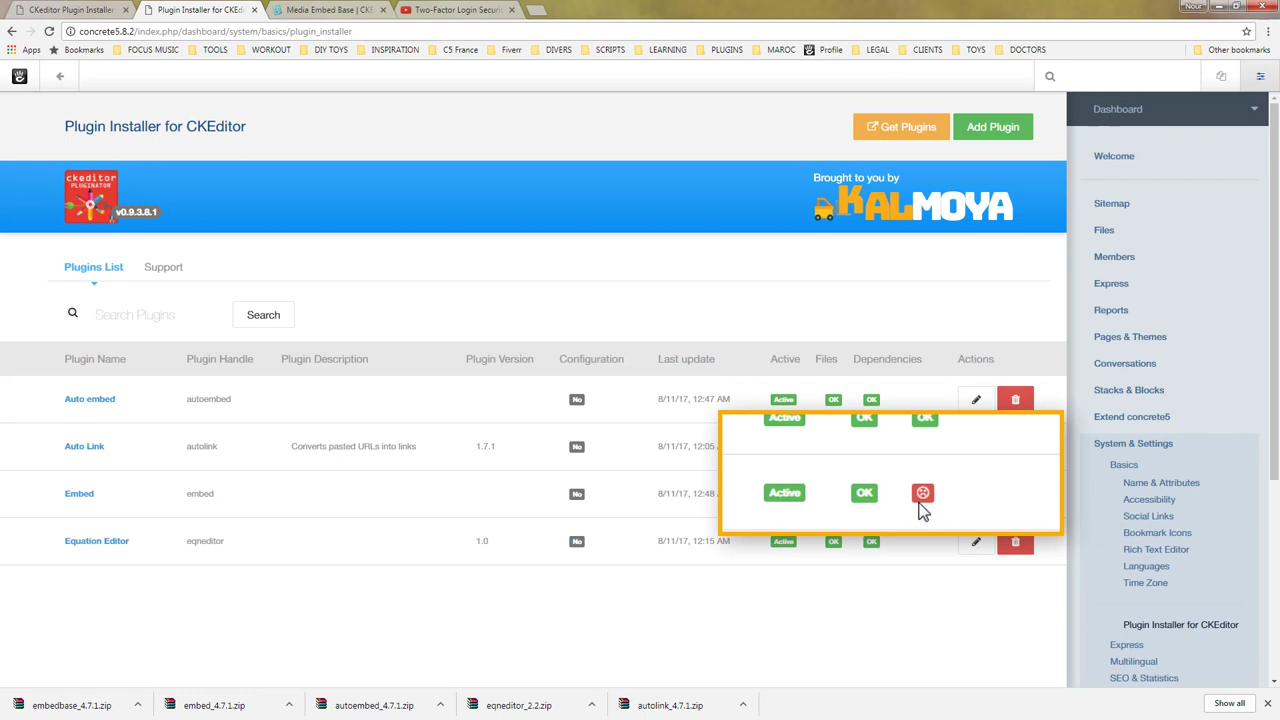 CKeditor Plugin Installer
Plugin Installer for CKEd
Media Embed Base | CKE
Two-Factor Login Securi
Nour
concrete5.8.2/index.php/dashboard/system/basics/plugin_installer
Apps Bookmarks FOCUS MUSIC TOOLS WORKOUT DIY TOYS INSPIRATION C5 France Fiverr DIVERS SCRIPTS LEARNING PLUGINS MAROC Profile LEGAL CLIENTS TOYS DOCTORS Other bookmarks
Dashboard
Plugin Installer for CKEditor
Get Plugins
Add Plugin
ckeditor
PLUGINATOR
v0.9.3.8.1
Brought to you by
KALMOYA
Plugins List Support
Search Plugins Search
Plugin Name Plugin Handle Plugin Description Plugin Version Configuration Last update Active Files Dependencies Actions
Auto embed autoembed No 8/11/17, 12:47 AM Active OK OK
Auto Link autolink Converts pasted URLs into links 1.7.1 No 8/11/17, 12:05
Embed embed No 8/11/17, 12:48
Equation Editor eqneditor 1.0 No 8/11/17, 12:15 AM Active OK OK
Active OK OK
Active OK
Welcome
Sitemap
Files
Members
Express
Reports
Pages & Themes
Conversations
Stacks & Blocks
Extend concrete5
System & Settings
Basics
Name & Attributes
Accessibility
Social Links
Bookmark Icons
Rich Text Editor
Languages
Time Zone
Plugin Installer for CKEditor
Express
Multilingual
SEO & Statistics
embedbase_4.7.1.zip embed_4.7.1.zip autoembed_4.7.1.zip eqneditor_2.2.zip autolink_4.7.1.zip Show all